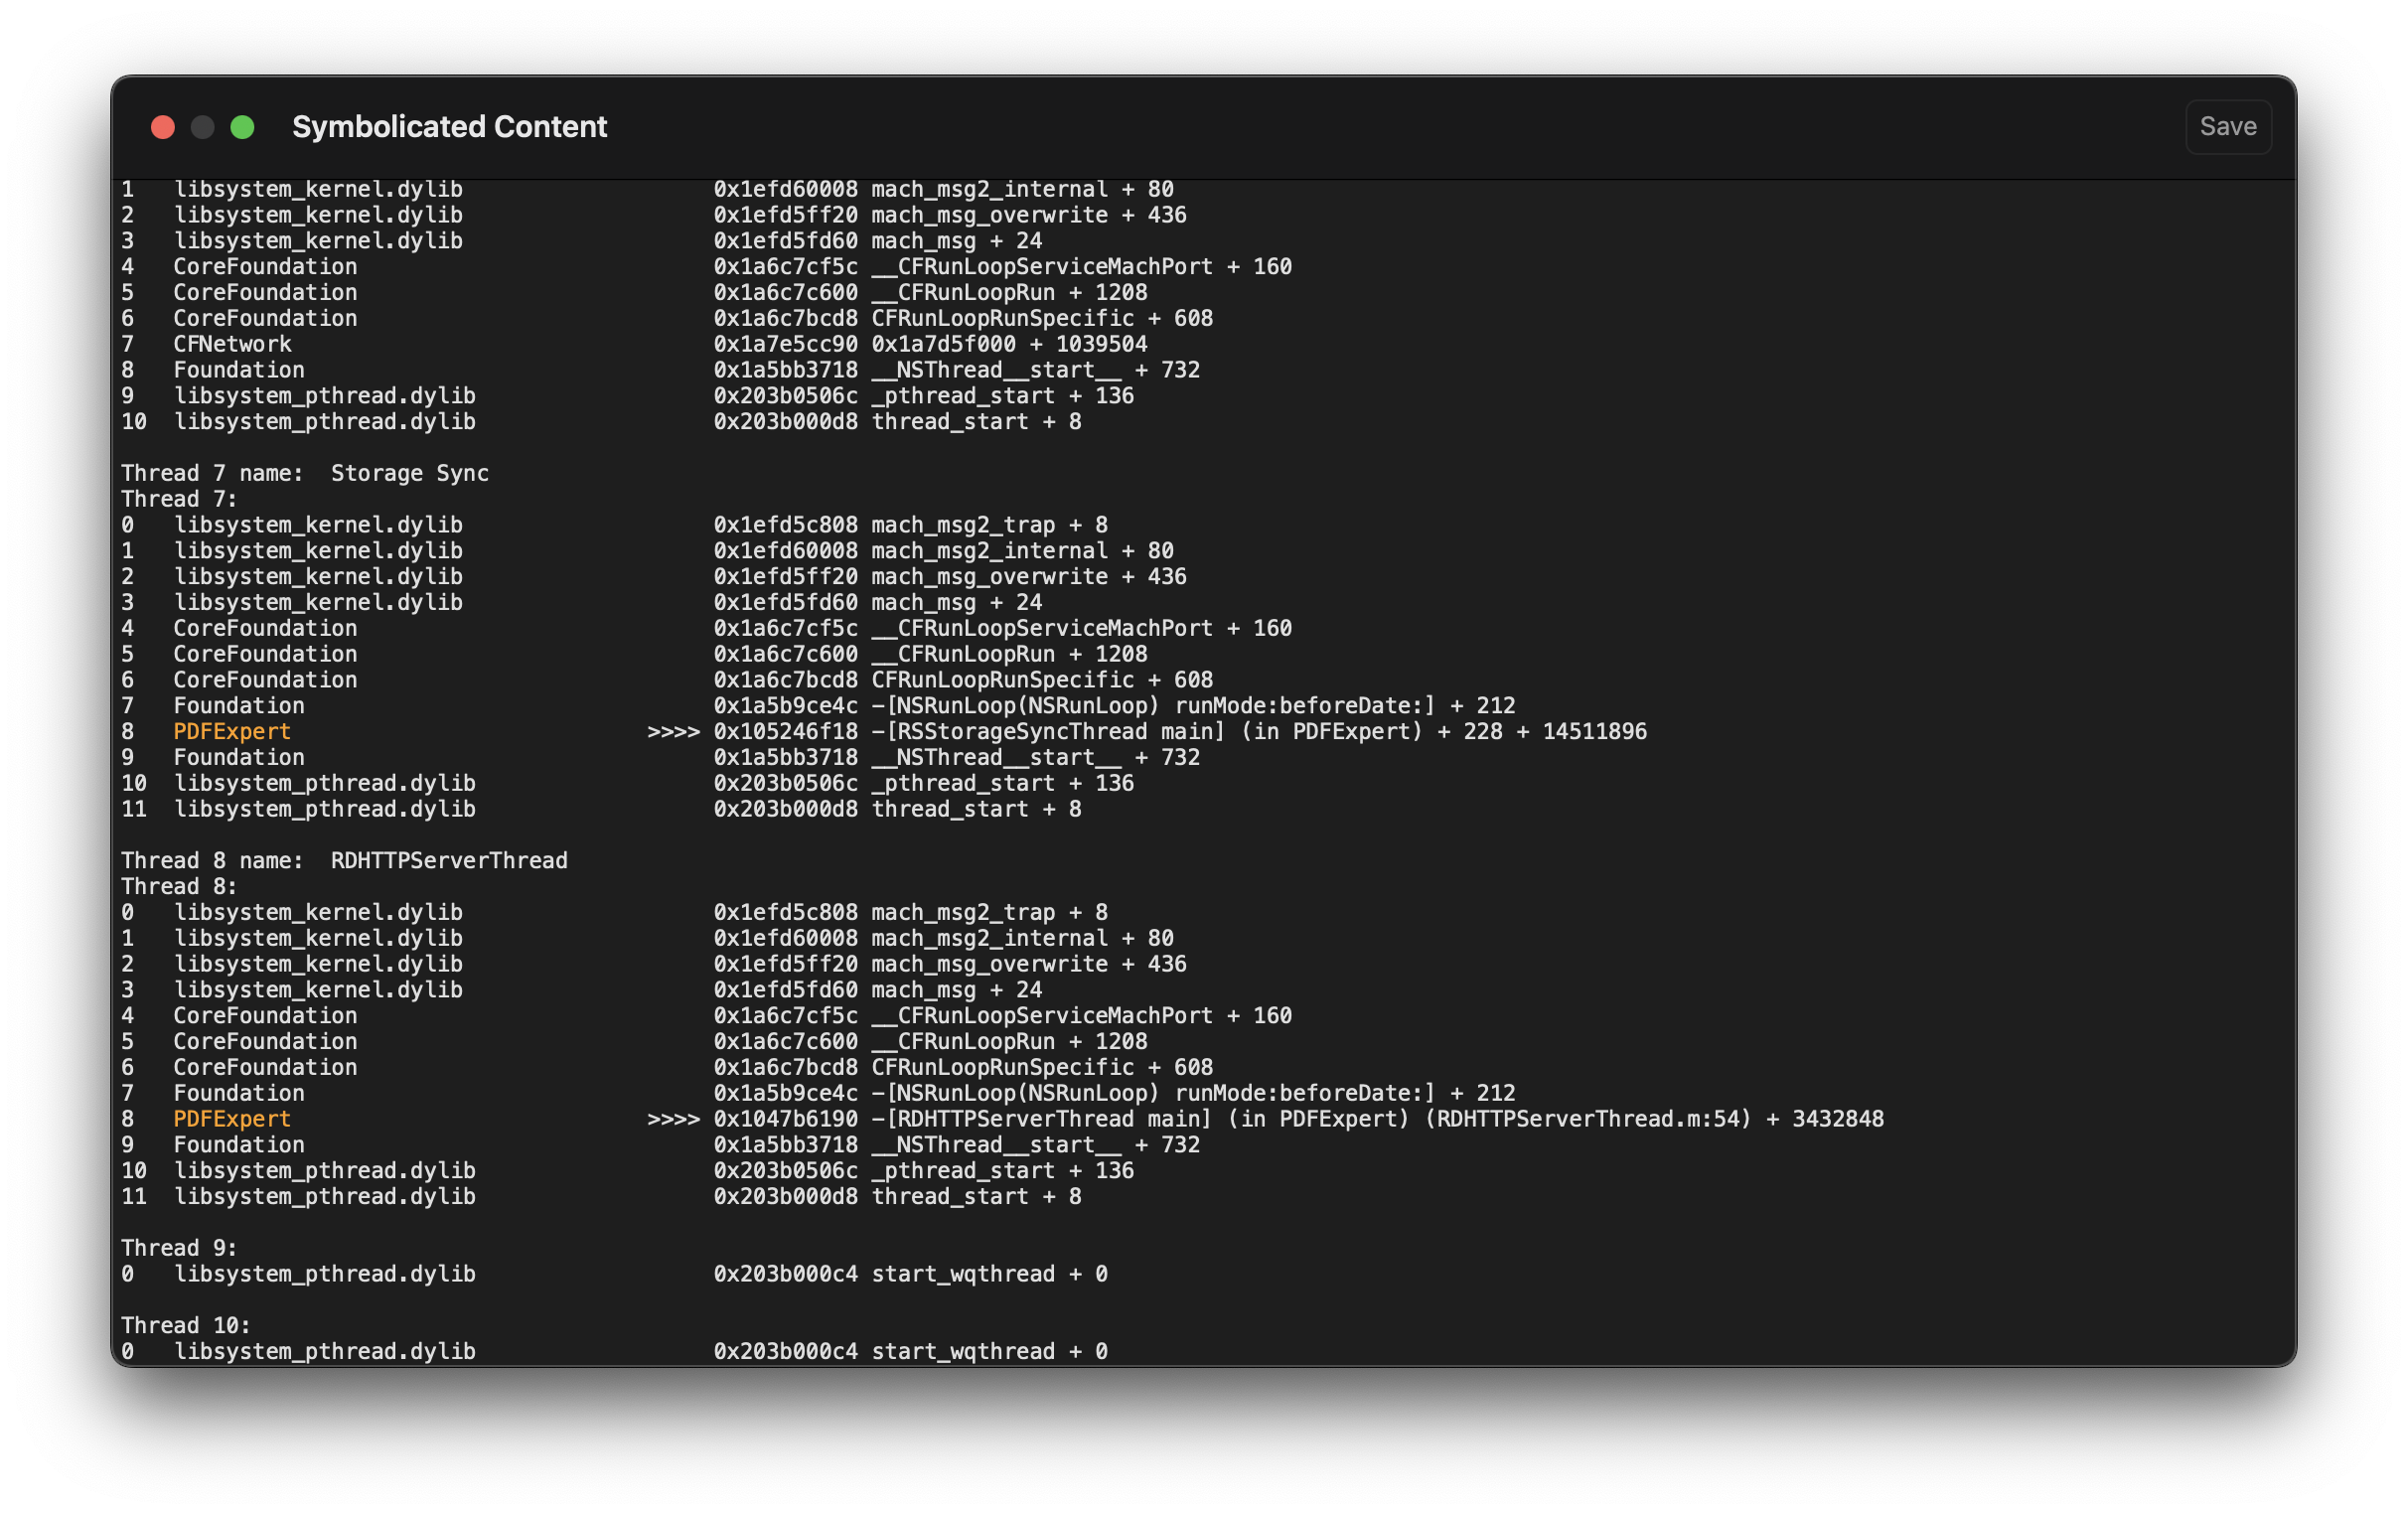 Symbolicated Content
Save
1 libsystem_kernel.dylib 0x1efd60008 mach_msg2_internal + 80
2 libsystem_kernel.dylib 0x1efd5ff20 mach_msg_overwrite + 436
3 libsystem_kernel.dylib 0x1efd5fd60 mach_msg + 24
4 CoreFoundation 0x1a6c7cf5c __CFRunLoopServiceMachPort + 160
5 CoreFoundation 0x1a6c7c600 __CFRunLoopRun + 1208
6 CoreFoundation 0x1a6c7bcd8 CFRunLoopRunSpecific + 608
7 CFNetwork 0x1a7e5cc90 0x1a7d5f000 + 1039504
8 Foundation 0x1a5bb3718 __NSThread__start__ + 732
9 libsystem_pthread.dylib 0x203b0506c _pthread_start + 136
10 libsystem_pthread.dylib 0x203b000d8 thread_start + 8
Thread 7 name: Storage Sync
Thread 7:
0 libsystem_kernel.dylib 0x1efd5c808 mach_msg2_trap + 8
1 libsystem_kernel.dylib 0x1efd60008 mach_msg2_internal + 80
2 libsystem_kernel.dylib 0x1efd5ff20 mach_msg_overwrite + 436
3 libsystem_kernel.dylib 0x1efd5fd60 mach_msg + 24
4 CoreFoundation 0x1a6c7cf5c __CFRunLoopServiceMachPort + 160
5 CoreFoundation 0x1a6c7c600 __CFRunLoopRun + 1208
6 CoreFoundation 0x1a6c7bcd8 CFRunLoopRunSpecific + 608
7 Foundation 0x1a5b9ce4c -[NSRunLoop(NSRunLoop) runMode:beforeDate:] + 212
8 PDFExpert >>>> 0x105246f18 -[RSStorageSyncThread main] (in PDFExpert) + 228 + 14511896
9 Foundation 0x1a5bb3718 __NSThread__start__ + 732
10 libsystem_pthread.dylib 0x203b0506c _pthread_start + 136
11 libsystem_pthread.dylib 0x203b000d8 thread_start + 8
Thread 8 name: RDHTTPServerThread
Thread 8:
0 libsystem_kernel.dylib 0x1efd5c808 mach_msg2_trap + 8
1 libsystem_kernel.dylib 0x1efd60008 mach_msg2_internal + 80
2 libsystem_kernel.dylib 0x1efd5ff20 mach_msg_overwrite + 436
3 libsystem_kernel.dylib 0x1efd5fd60 mach_msg + 24
4 CoreFoundation 0x1a6c7cf5c __CFRunLoopServiceMachPort + 160
5 CoreFoundation 0x1a6c7c600 __CFRunLoopRun + 1208
6 CoreFoundation 0x1a6c7bcd8 CFRunLoopRunSpecific + 608
7 Foundation 0x1a5b9ce4c -[NSRunLoop(NSRunLoop) runMode:beforeDate:] + 212
8 PDFExpert >>>> 0x1047b6190 -[RDHTTPServerThread main] (in PDFExpert) (RDHTTPServerThread.m:54) + 3432848
9 Foundation 0x1a5bb3718 __NSThread__start__ + 732
10 libsystem_pthread.dylib 0x203b0506c _pthread_start + 136
11 libsystem_pthread.dylib 0x203b000d8 thread_start + 8
Thread 9:
0 libsystem_pthread.dylib 0x203b000c4 start_wqthread + 0
Thread 10:
0 libsystem_pthread.dylib 0x203b000c4 start_wqthread + 0